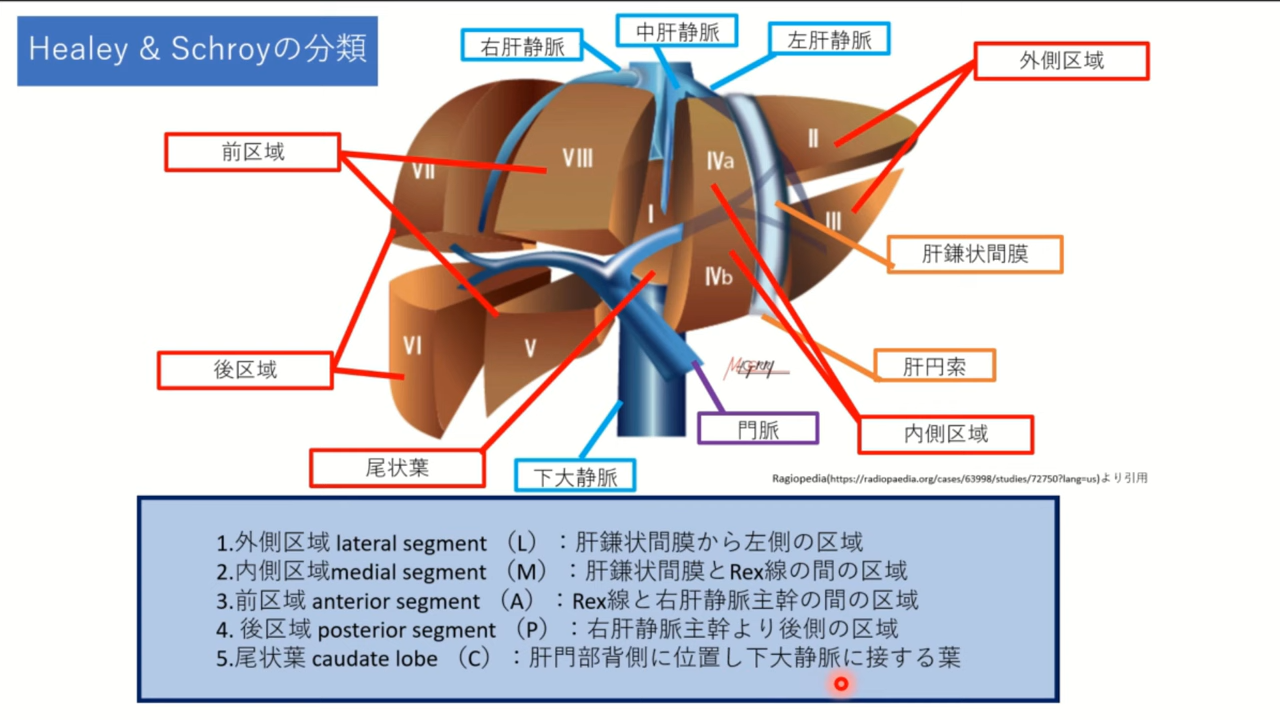 Healey & Schroyの分類
右肝静脈
中肝静脈
左肝静脈
外側区域
前区域
VII
VIII
IVa
II
I
III
肝鎌状間膜
IVb
VI
V
後区域
肝円索
門脈
内側区域
尾状葉
下大静脈
Ragiopedia(https://radiopaedia.org/cases/63998/studies/72750?lang=us)より引用
1.外側区域 lateral segment （L）：肝鎌状間膜から左側の区域
2.内側区域medial segment （M）：肝鎌状間膜とRex線の間の区域
3.前区域 anterior segment （A）：Rex線と右肝静脈主幹の間の区域
4. 後区域 posterior segment （P）：右肝静脈主幹より後側の区域
5.尾状葉 caudate lobe （C）：肝門部背側に位置し下大静脈に接する葉